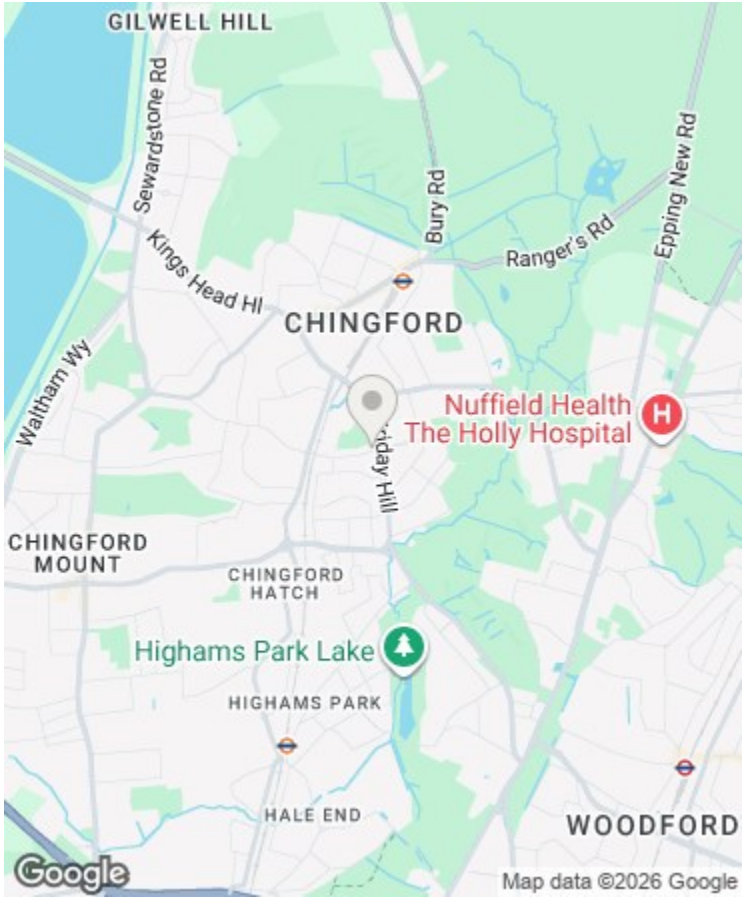 GILWELL HILL
Sewardstone Rd
Bury Rd
Epping New Rd
Ranger's Rd
Kings Head Hl
CHINGFORD
Waltham Wy
Nuffield Health
The Holly Hospital
H
riday Hill
CHINGFORD
MOUNT
CHINGFORD
HATCH
Highams Park Lake
HIGHAMS PARK
HALE END
WOODFORD
Google
Map data ©2026 Google